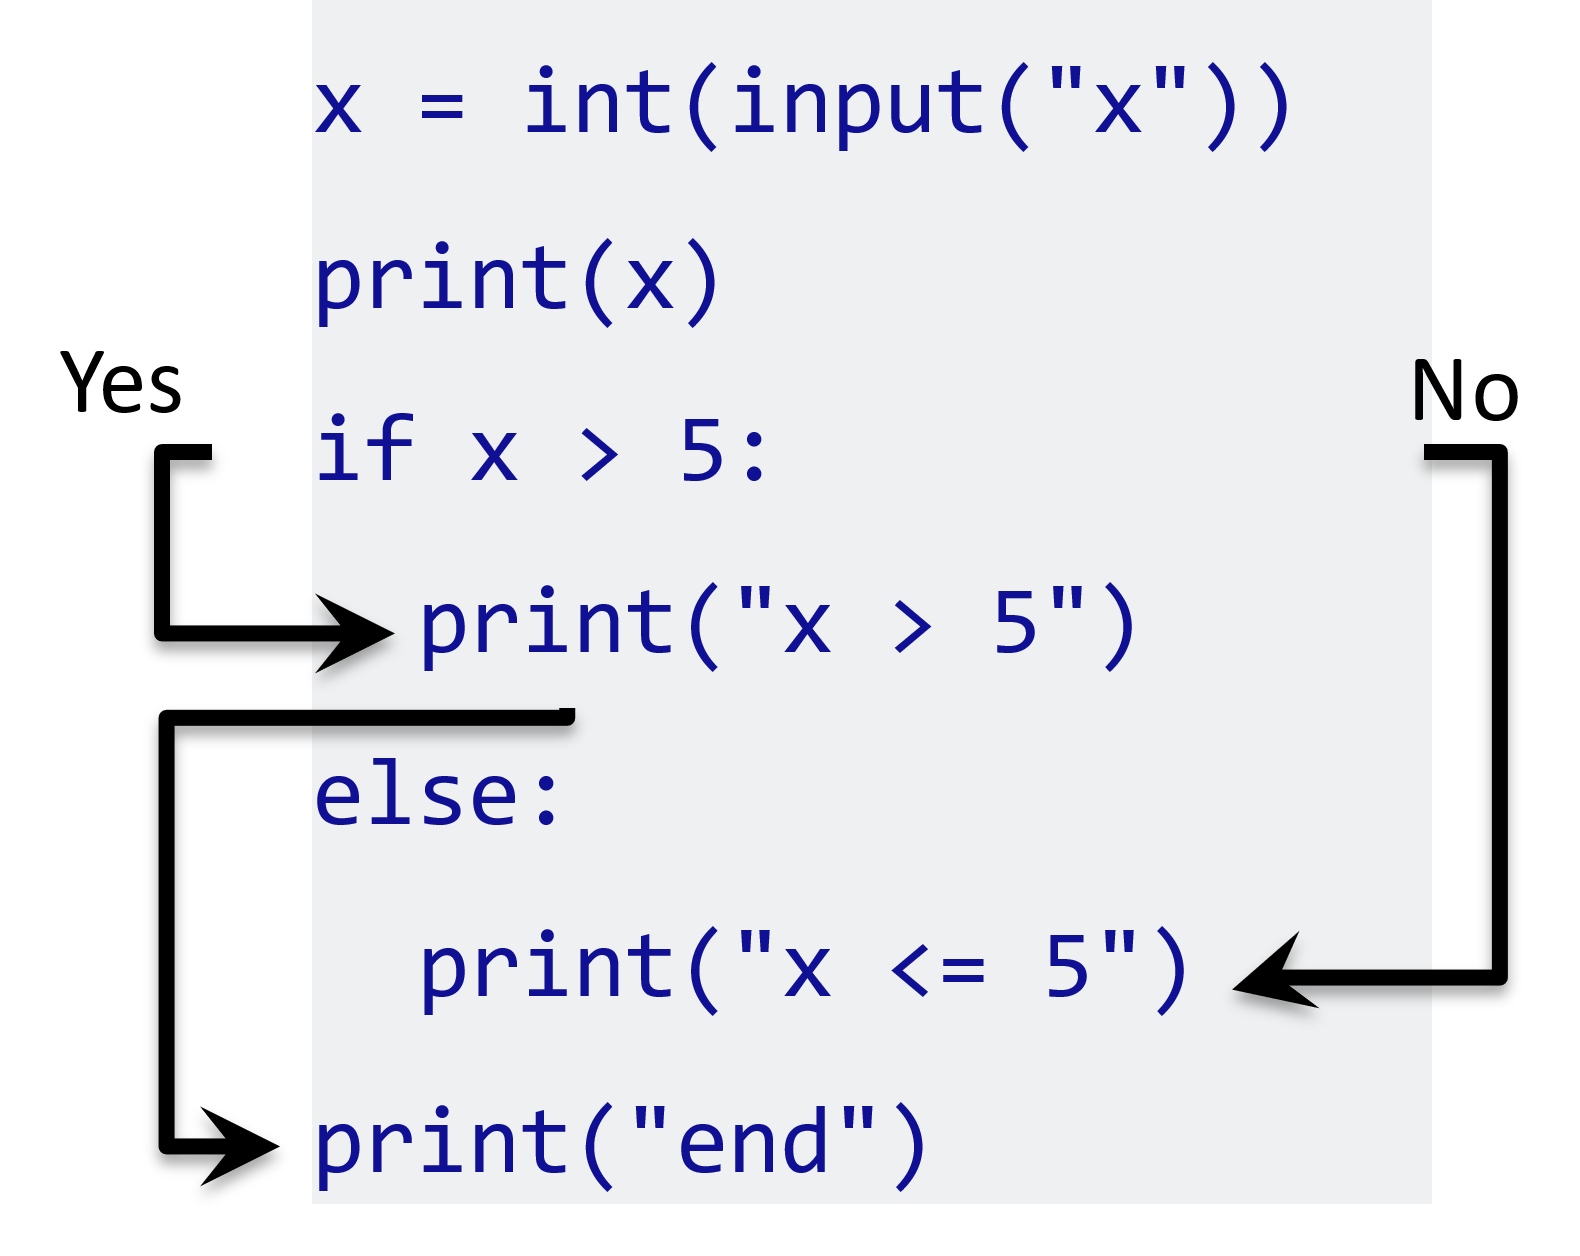 x = int(input("x"))
print(x)
Yes
No
if x > 5:
  print("x > 5")
else:
  print("x <= 5")
print("end")